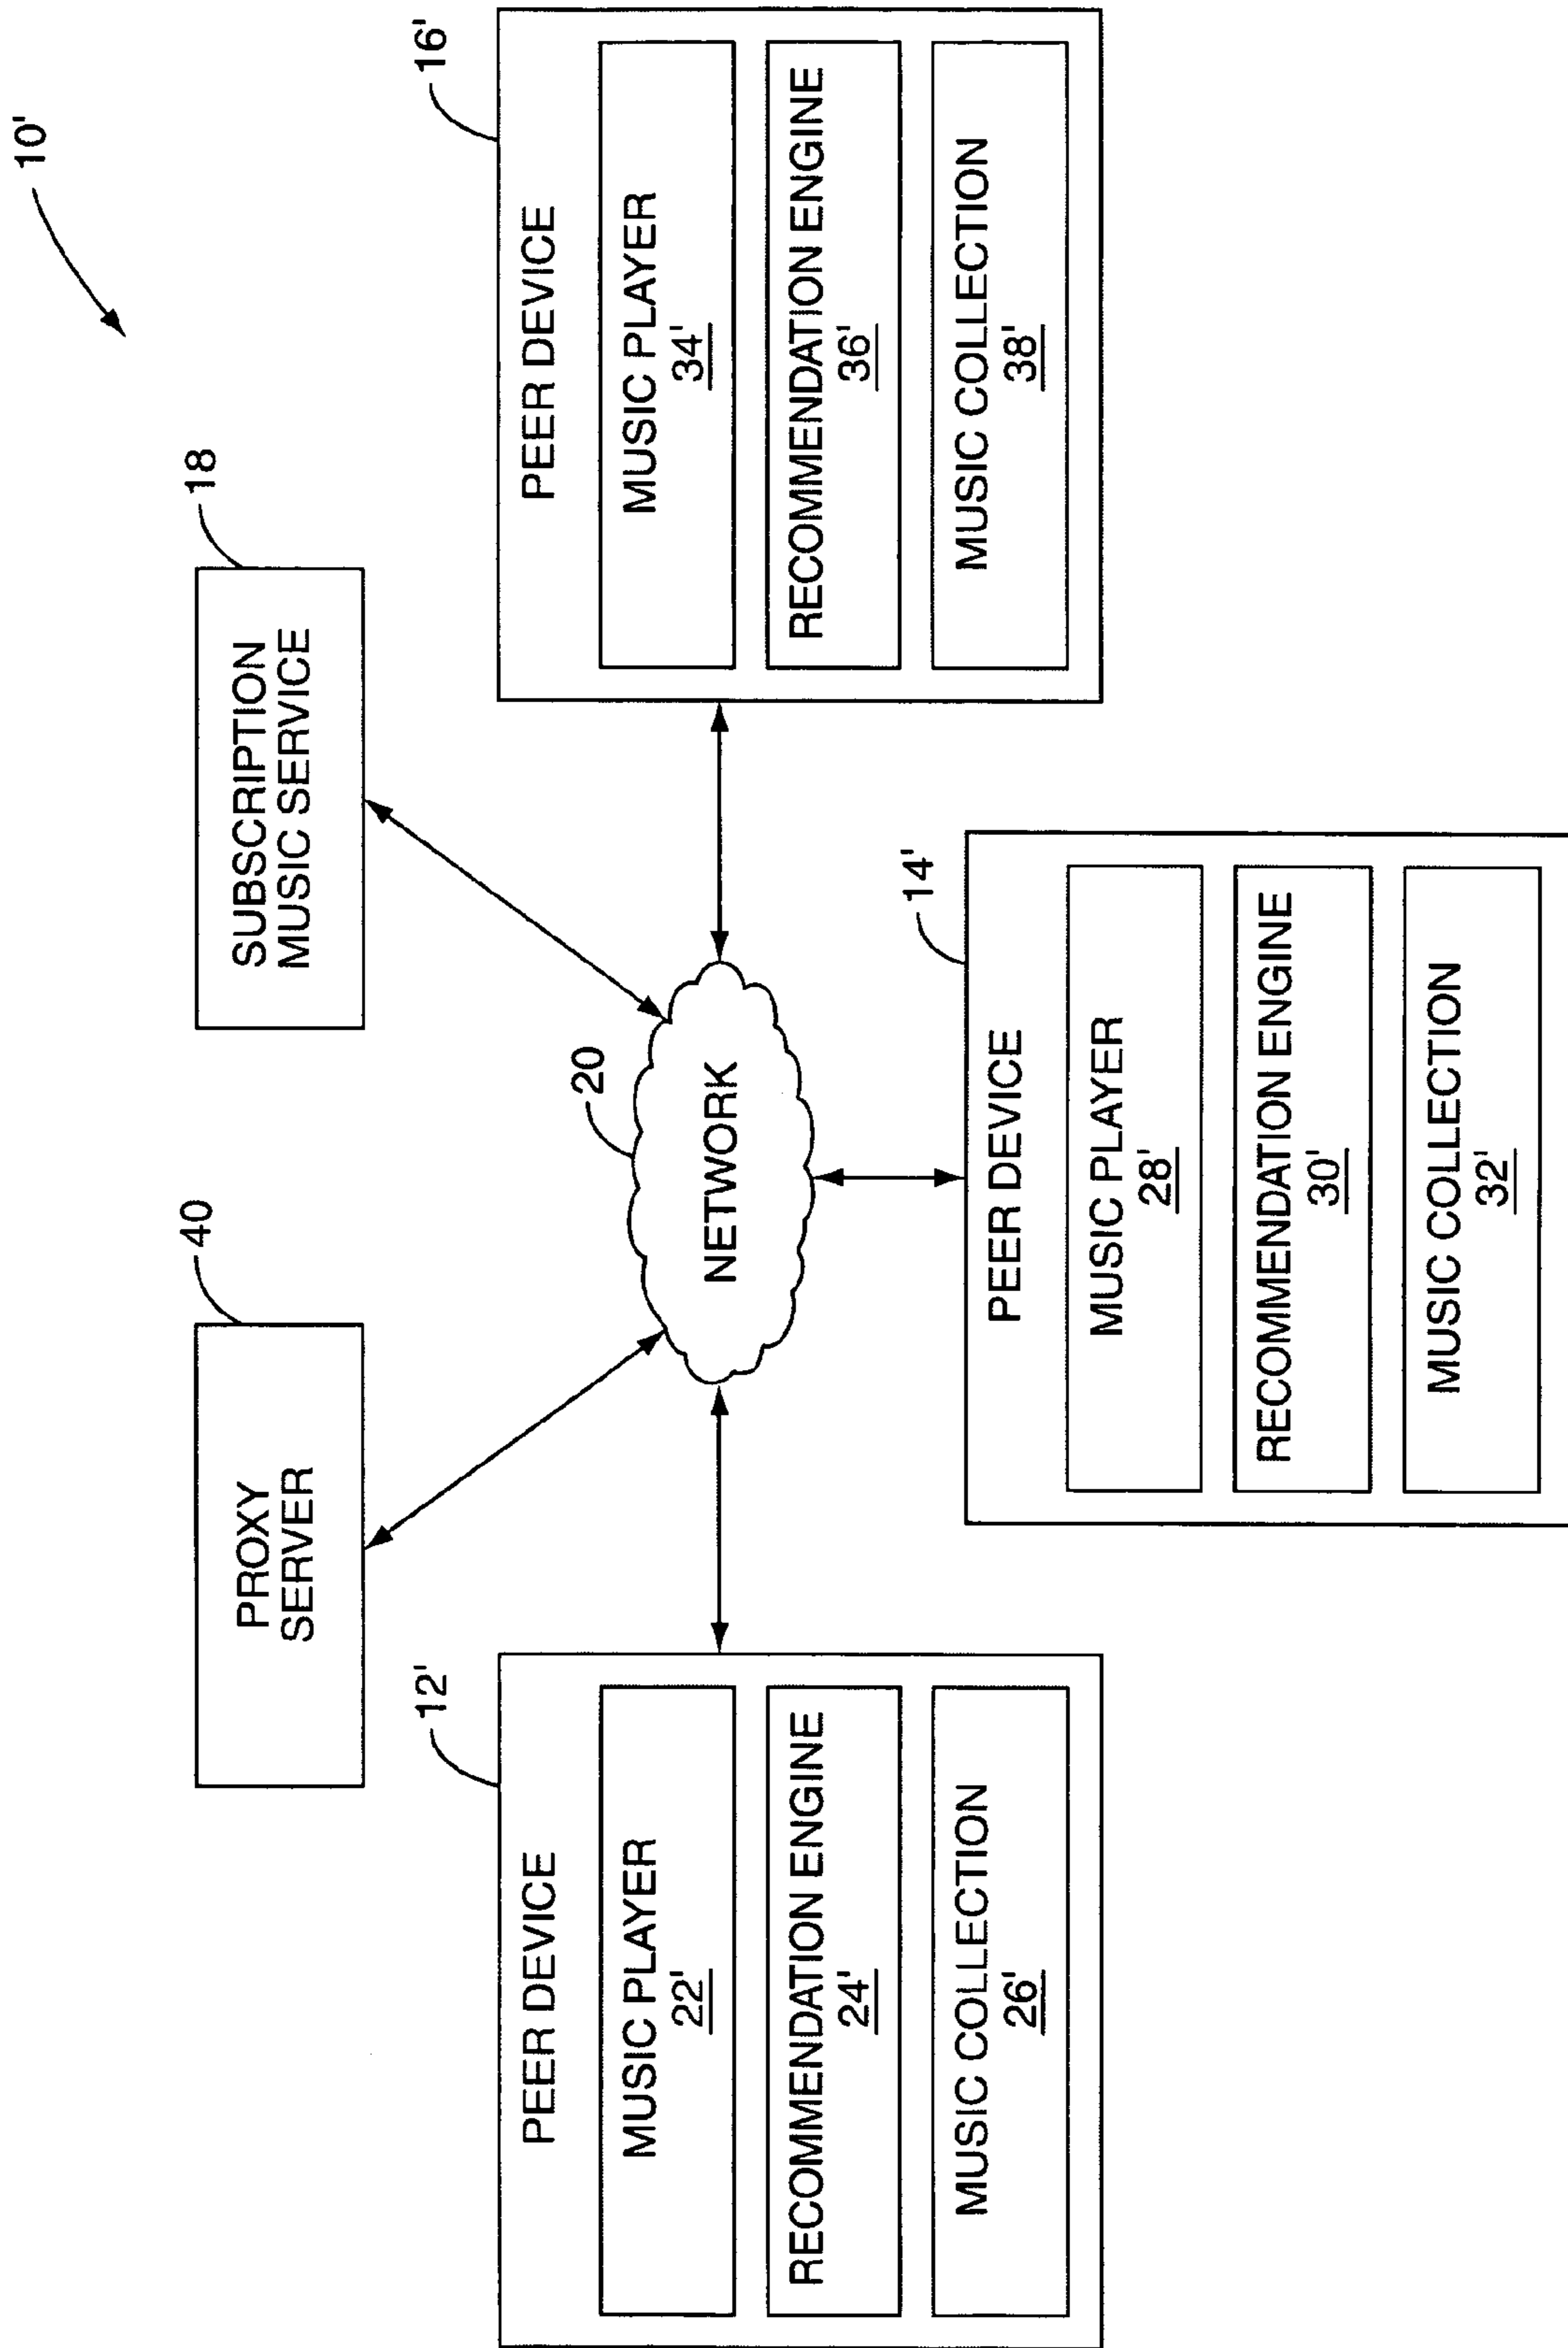 10'
40
PROXY
SERVER
18
SUBSCRIPTION
MUSIC SERVICE
20
NETWORK
12'
PEER DEVICE
MUSIC PLAYER
22'
RECOMMENDATION ENGINE
24'
MUSIC COLLECTION
26'
16'
PEER DEVICE
MUSIC PLAYER
34'
RECOMMENDATION ENGINE
36'
MUSIC COLLECTION
38'
14'
PEER DEVICE
MUSIC PLAYER
28'
RECOMMENDATION ENGINE
30'
MUSIC COLLECTION
32'